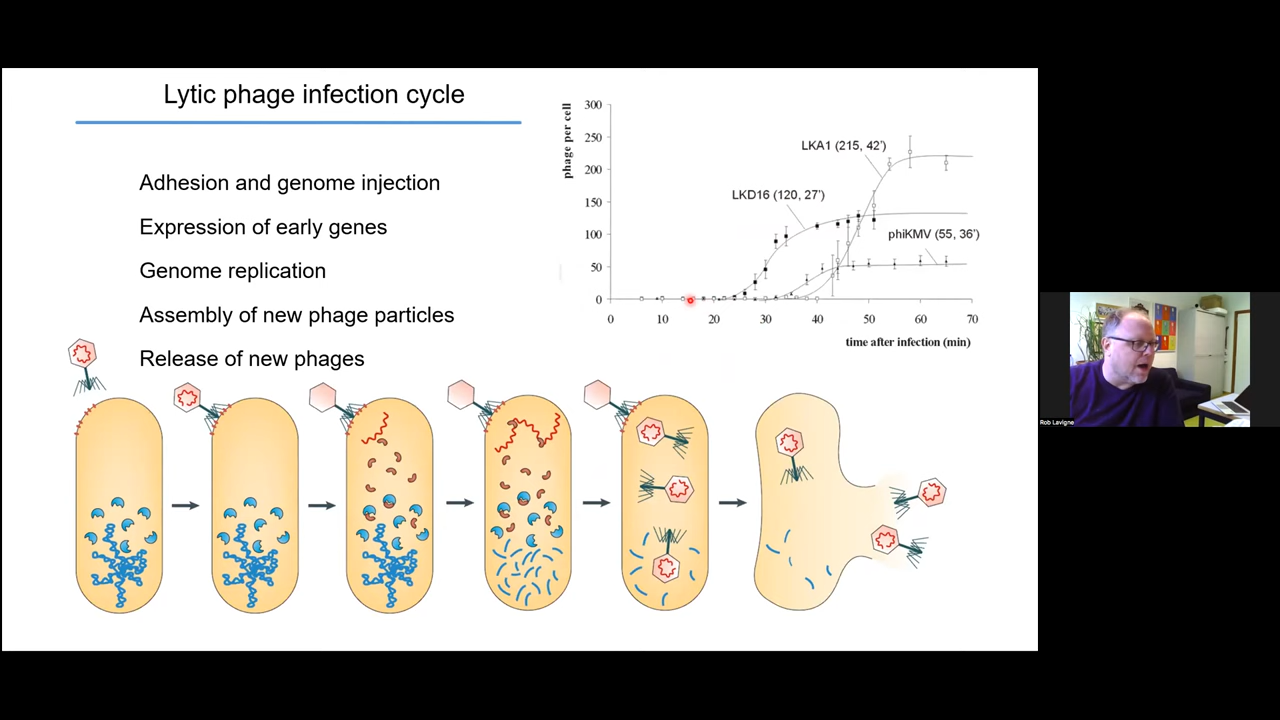 Lytic phage infection cycle
Adhesion and genome injection
Expression of early genes
Genome replication
Assembly of new phage particles
Release of new phages
phage per cell
300
250
200
150
100
50
0
LKA1 (215, 42')
LKD16 (120, 27')
phiKMV (55, 36')
0 10 20 30 40 50 60 70
time after infection (min)
Rob Lavigne